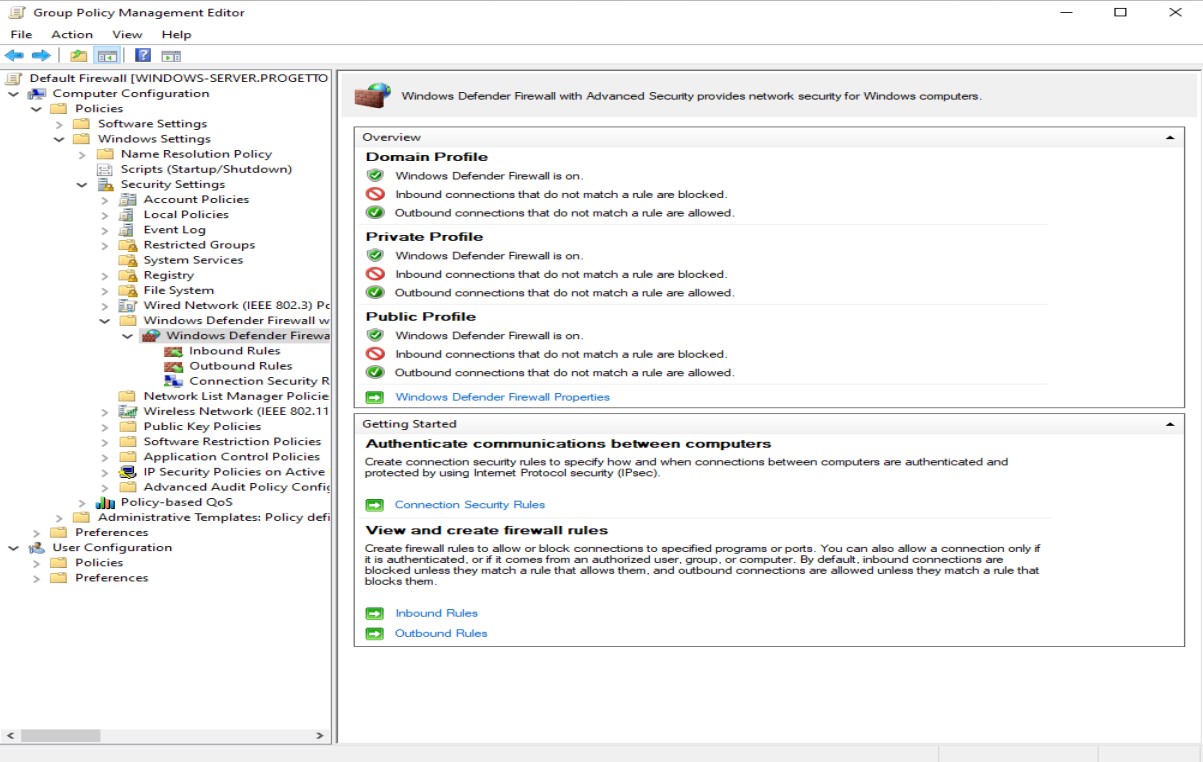 Group Policy Management Editor
File Action View Help
Default Firewall [WINDOWS-SERVER.PROGETTO
Computer Configuration
Policies
Software Settings
Windows Settings
Name Resolution Policy
Scripts (Startup/Shutdown)
Security Settings
Account Policies
Local Policies
Event Log
Restricted Groups
System Services
Registry
File System
Wired Network (IEEE 802.3) Po
Windows Defender Firewall w
Windows Defender Firewa
Inbound Rules
Outbound Rules
Connection Security R
Network List Manager Policie
Wireless Network (IEEE 802.11
Public Key Policies
Software Restriction Policies
Application Control Policies
IP Security Policies on Active
Advanced Audit Policy Config
Policy-based QoS
Administrative Templates: Policy defi
Preferences
User Configuration
Policies
Preferences
Windows Defender Firewall with Advanced Security provides network security for Windows computers.
Overview
Domain Profile
Windows Defender Firewall is on.
Inbound connections that do not match a rule are blocked.
Outbound connections that do not match a rule are allowed.
Private Profile
Windows Defender Firewall is on.
Inbound connections that do not match a rule are blocked.
Outbound connections that do not match a rule are allowed.
Public Profile
Windows Defender Firewall is on.
Inbound connections that do not match a rule are blocked.
Outbound connections that do not match a rule are allowed.
Windows Defender Firewall Properties
Getting Started
Authenticate communications between computers
Create connection security rules to specify how and when connections between computers are authenticated and
protected by using Internet Protocol security (IPsec).
Connection Security Rules
View and create firewall rules
Create firewall rules to allow or block connections to specified programs or ports. You can also allow a connection only if
it is authenticated, or if it comes from an authorized user, group, or computer. By default, inbound connections are
blocked unless they match a rule that allows them, and outbound connections are allowed unless they match a rule that
blocks them.
Inbound Rules
Outbound Rules